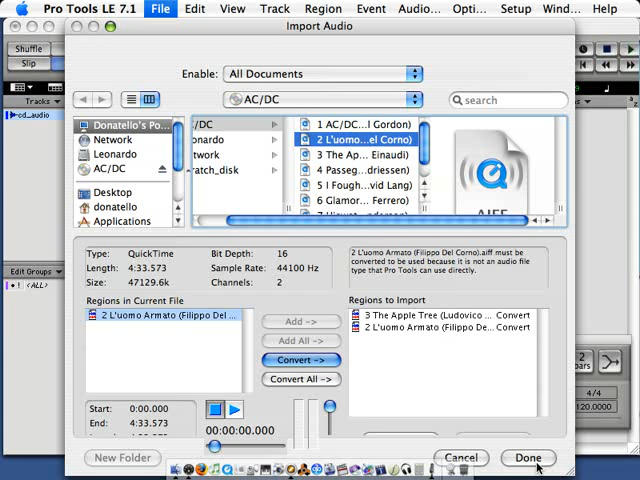 Pro Tools LE 7.1 File Edit View Track Region Event Audio... Opti... Setup Wind... Help
Import Audio
Shuffle
Slip
Enable: All Documents
AC/DC
search
Tracks
cd_audio
Donatello's Po...
Network
Leonardo
AC/DC
Desktop
donatello
Applications
/DC
onardo
twork
ratch_disk
1 AC/DC...l Gordon)
2 L'uomo...el Corno)
3 The Ap... Einaudi)
4 Passeg...driessen)
5 I Fough...vid Lang)
6 Glamor... Ferrero)
AIFF
Type: QuickTime
Length: 4:33.573
Size: 47129.6k
Bit Depth: 16
Sample Rate: 44100 Hz
Channels: 2
2 L'uomo Armato (Filippo Del Corno).aiff must be
converted to be used because it is not an audio file
type that Pro Tools can use directly.
Edit Groups
! <ALL>
Regions in Current File
2 L'uomo Armato (Filippo Del ...
Add ->
Add All ->
Convert ->
Convert All ->
Regions to Import
3 The Apple Tree (Ludovico ... Convert
2 L'uomo Armato (Filippo De... Convert
2
bars
4/4
120.0000
Start: 0:00.000
End: 4:33.573
00:00:00.000
New Folder
Cancel
Done